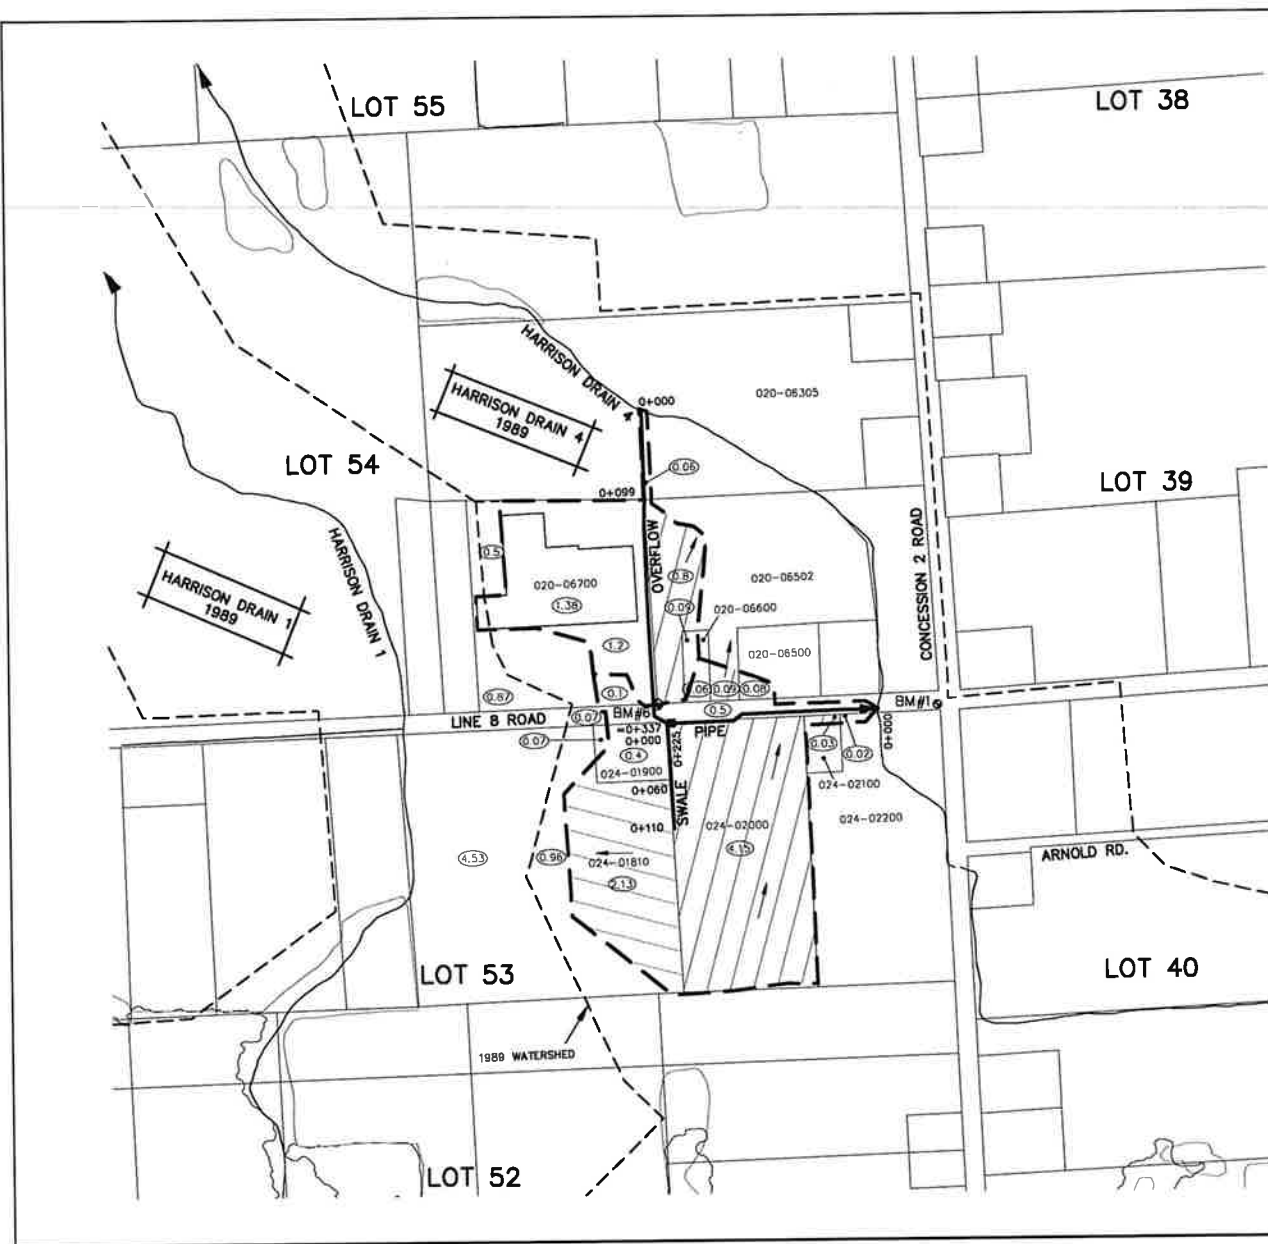 LOT 55
LOT 38
HARRISON DRAIN 4
0+000
020-06305
HARRISON DRAIN 4
1989
LOT 54
0.06
0+099
LOT 39
OVERFLOW
HARRISON DRAIN 1
0.5
020-06700
1.38
0.8
020-06502
0.09
020-06600
CONCESSION 2 ROAD
HARRISON DRAIN 1
1989
1.2
020-06500
0.87
0.1
0.06
0.09
0.08
LINE 8 ROAD
0.07
BM#6
0.5
BM#1
=0+337
PIPE
0+000
0.07
0.4
0+225
0.03
0.02
0+000
024-01900
0+060
SWALE
024-02100
0+110
024-02000
024-02200
4.53
0.96
024-01810
4.15
ARNOLD RD.
2.13
LOT 53
LOT 40
1989 WATERSHED
LOT 52